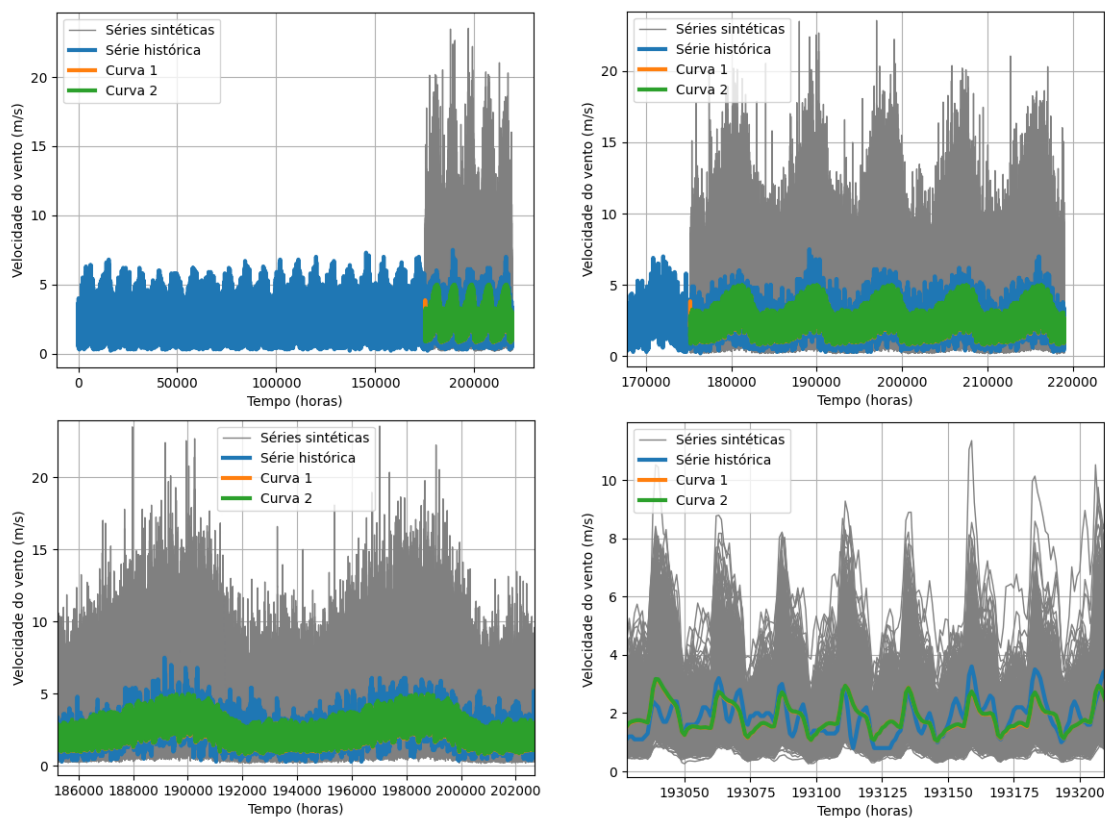 Séries sintéticas
Série histórica
Curva 1
Curva 2
Velocidade do vento (m/s)
20
15
10
5
0
0 50000 100000 150000 200000
Tempo (horas)
Séries sintéticas
Série histórica
Curva 1
Curva 2
Velocidade do vento (m/s)
25
20
15
10
5
0
170000 180000 190000 200000 210000 220000
Tempo (horas)
Séries sintéticas
Série histórica
Curva 1
Curva 2
Velocidade do vento (m/s)
20
15
10
5
0
186000 188000 190000 192000 194000 196000 198000 200000 202000
Tempo (horas)
Séries sintéticas
Série histórica
Curva 1
Curva 2
Velocidade do vento (m/s)
10
8
6
4
2
0
193050 193075 193100 193125 193150 193175 193200
Tempo (horas)